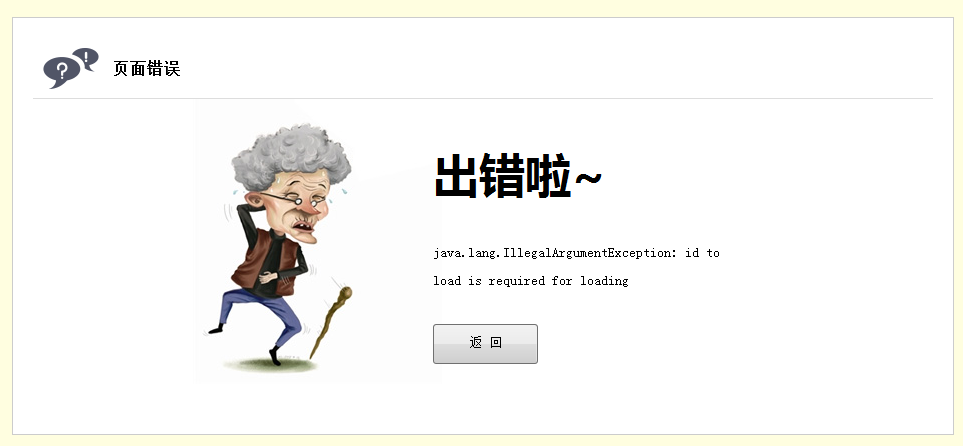 ? !
页面错误
出错啦~
java.lang.IllegalArgumentException: id to
load is required for loading
返 回